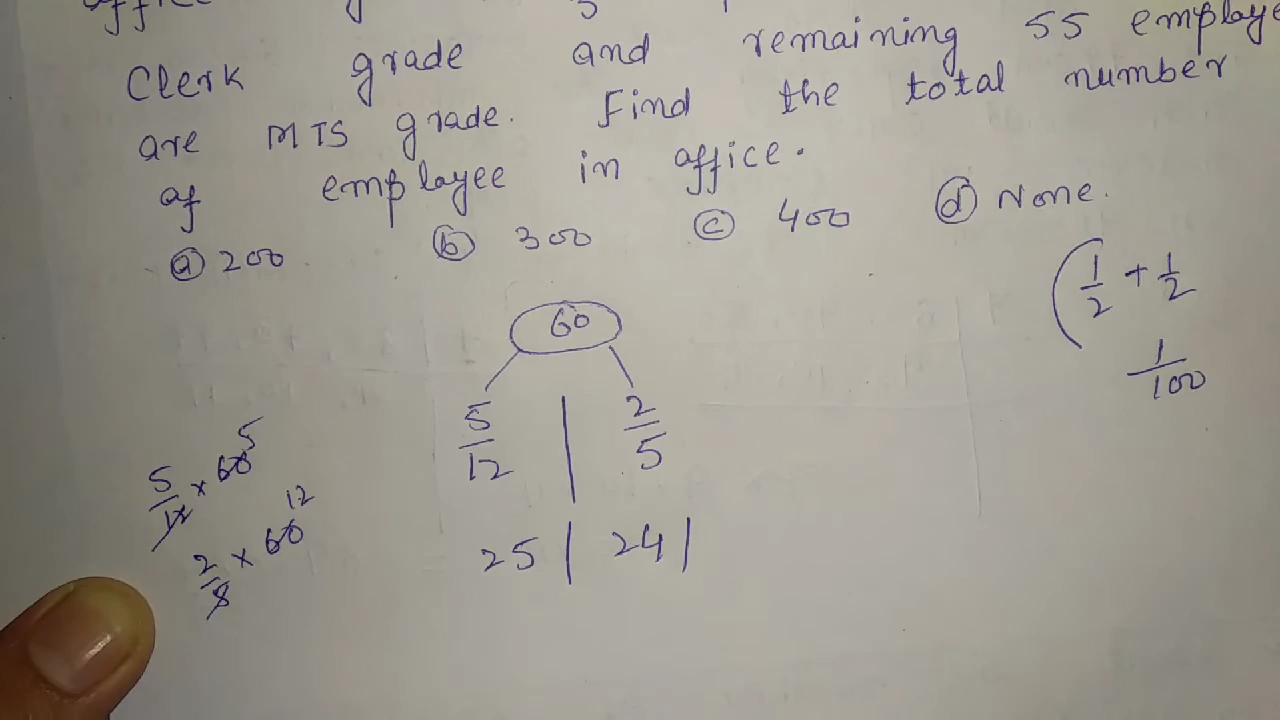 Clerk grade and remaining 55 employe
are MTS grade. Find the total number
of employee in office.
(a) 200 (b) 300 (c) 400 (d) None.
(1/2 + 1/2
1/100
60
5/12 | 2/5
5/12 × 60 5
2/5 × 60 12
25 | 24 |